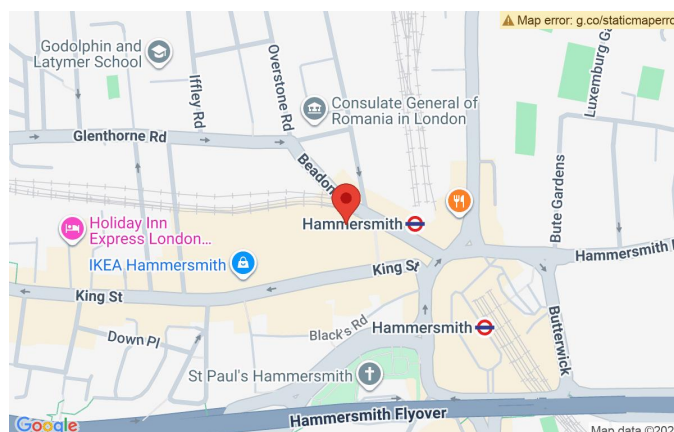 Map error: g.co/staticmaperro
Godolphin and
Latymer School
Iffley Rd
Overstone Rd
Luxemburg Ga
Consulate General of
Romania in London
Glenthorne Rd
Beadon
Bute Gardens
Holiday Inn
Express London...
Hammersmith
IKEA Hammersmith
King St
Hammersmith
King St
Black's Rd
Hammersmith
Down Pl
Butterwick
St Paul's Hammersmith
Hammersmith Flyover
Google
Map data ©202